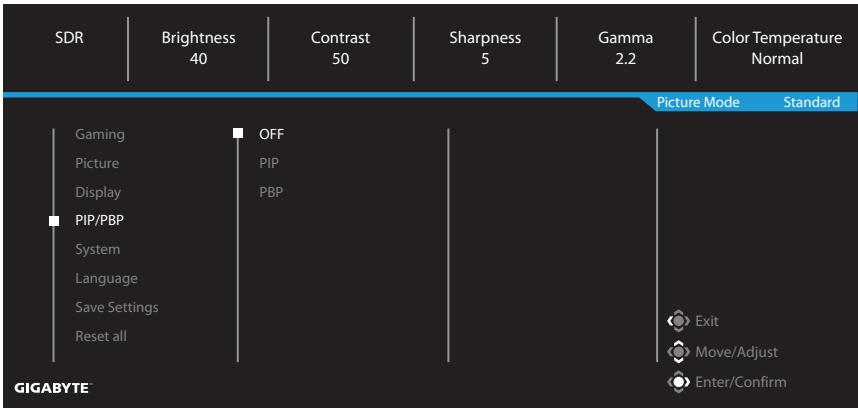 SDR
Brightness
40
Contrast
50
Sharpness
5
Gamma
2.2
Color Temperature
Normal
Picture Mode Standard
Gaming
Picture
Display
PIP/PBP
System
Language
Save Settings
Reset all
OFF
PIP
PBP
Exit
Move/Adjust
Enter/Confirm
GIGABYTE™